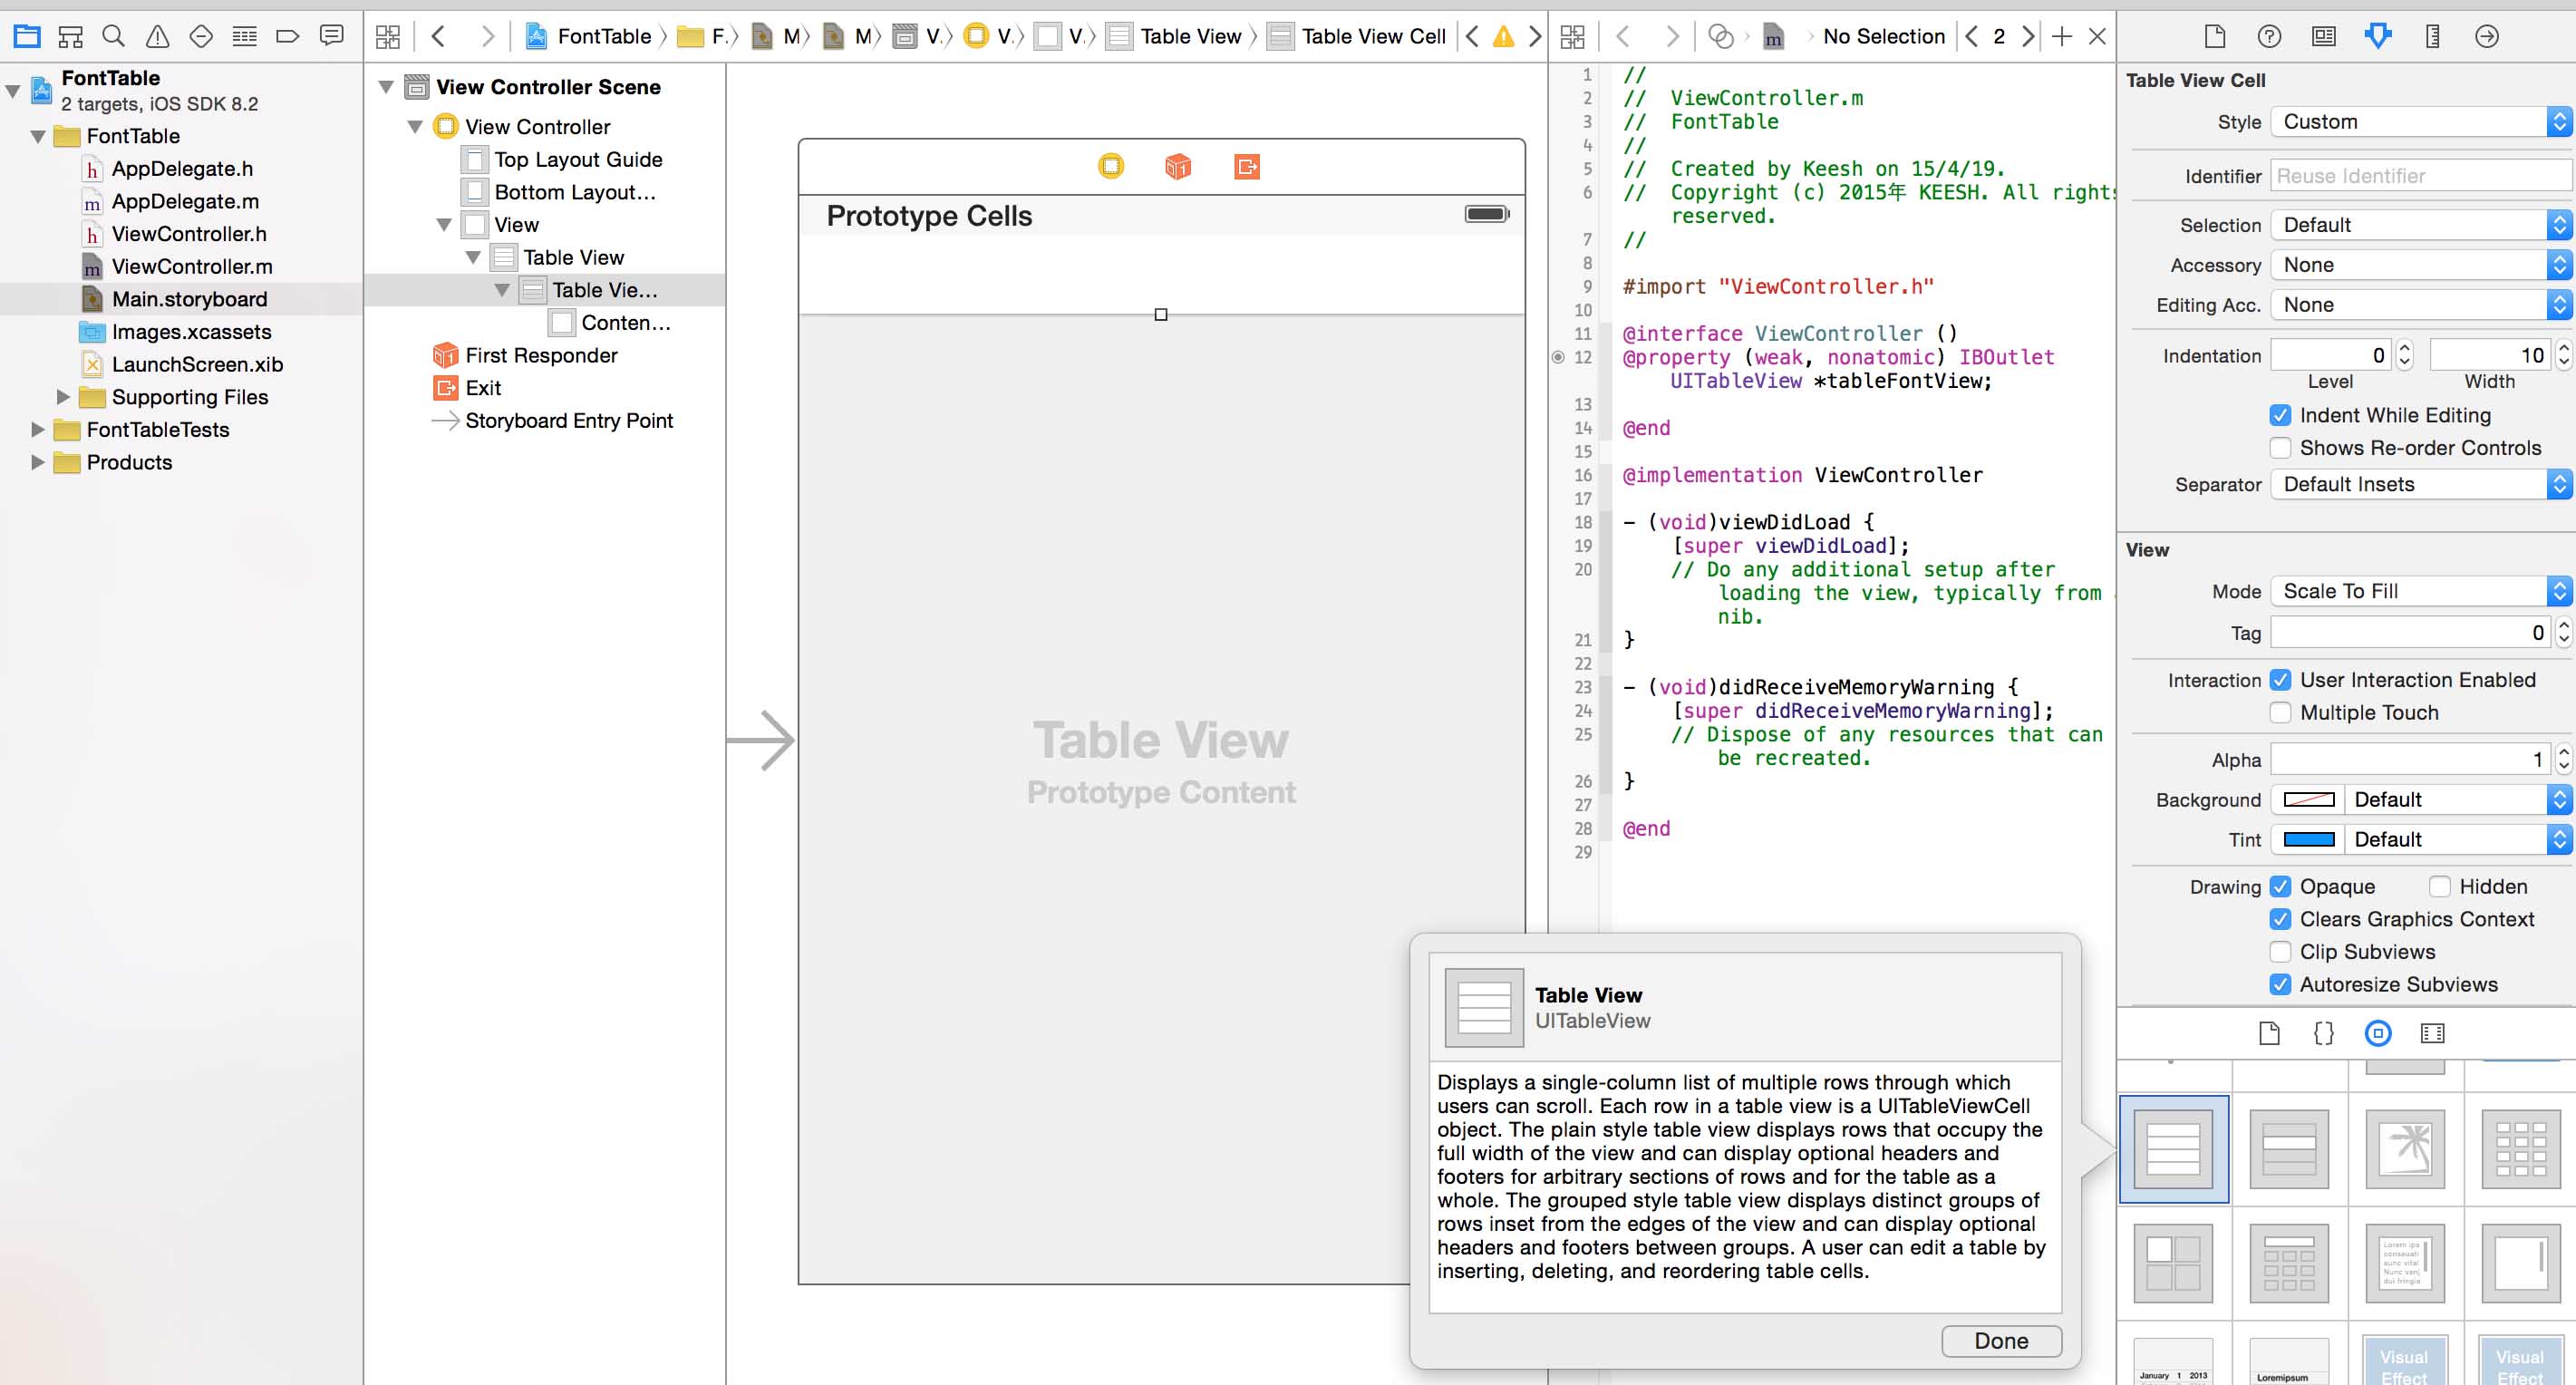 FontTable
F.
M
M
V.
V.
V.
Table View
Table View Cell
No Selection
2
FontTable
2 targets, iOS SDK 8.2
FontTable
AppDelegate.h
AppDelegate.m
ViewController.h
ViewController.m
Main.storyboard
Images.xcassets
LaunchScreen.xib
Supporting Files
FontTableTests
Products
View Controller Scene
View Controller
Top Layout Guide
Bottom Layout...
View
Table View
Table Vie...
Conten...
First Responder
Exit
Storyboard Entry Point
Prototype Cells
Table View
Prototype Content
1 //
2 //  ViewController.m
3 //  FontTable
4 //
5 //  Created by Keesh on 15/4/19.
6 //  Copyright (c) 2015年 KEESH. All rights
reserved.
7 //
8
9 #import "ViewController.h"
10
11 @interface ViewController ()
12 @property (weak, nonatomic) IBOutlet
UITableView *tableFontView;
13
14 @end
15
16 @implementation ViewController
17
18 - (void)viewDidLoad {
19 [super viewDidLoad];
20 // Do any additional setup after
loading the view, typically from
nib.
21 }
22
23 - (void)didReceiveMemoryWarning {
24 [super didReceiveMemoryWarning];
25 // Dispose of any resources that can
be recreated.
26 }
27
28 @end
29
Table View
UITableView
Displays a single-column list of multiple rows through which
users can scroll. Each row in a table view is a UITableViewCell
object. The plain style table view displays rows that occupy the
full width of the view and can display optional headers and
footers for arbitrary sections of rows and for the table as a
whole. The grouped style table view displays distinct groups of
rows inset from the edges of the view and can display optional
headers and footers between groups. A user can edit a table by
inserting, deleting, and reordering table cells.
Done
Table View Cell
Style Custom
Identifier Reuse Identifier
Selection Default
Accessory None
Editing Acc. None
Indentation 0 10
Level Width
Indent While Editing
Shows Re-order Controls
Separator Default Insets
View
Mode Scale To Fill
Tag 0
Interaction User Interaction Enabled
Multiple Touch
Alpha 1
Background Default
Tint Default
Drawing Opaque Hidden
Clears Graphics Context
Clip Subviews
Autoresize Subviews
January 1 2013
Loremipsum
Visual
Effect
Visual
Effect